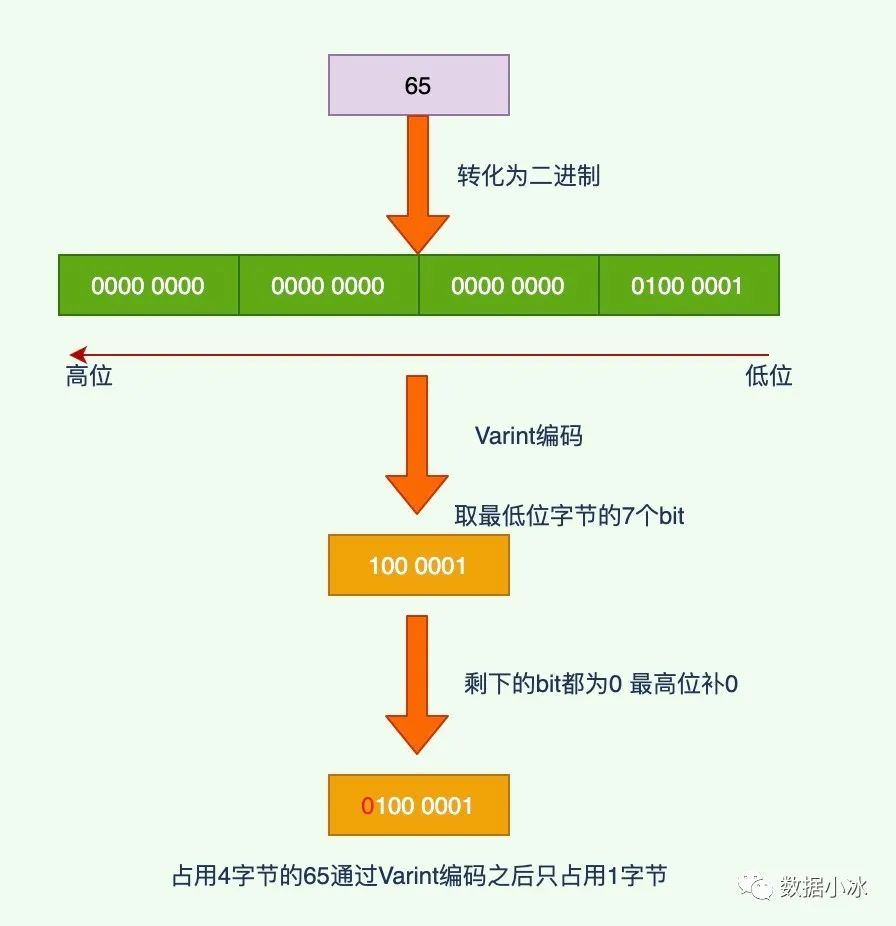 65
转化为二进制
0000 0000 0000 0000 0000 0000 0100 0001
高位 低位
Varint编码
取最低位字节的7个bit
100 0001
剩下的bit都为0 最高位补0
0100 0001
占用4字节的65通过Varint编码之后只占用1字节
数据小冰